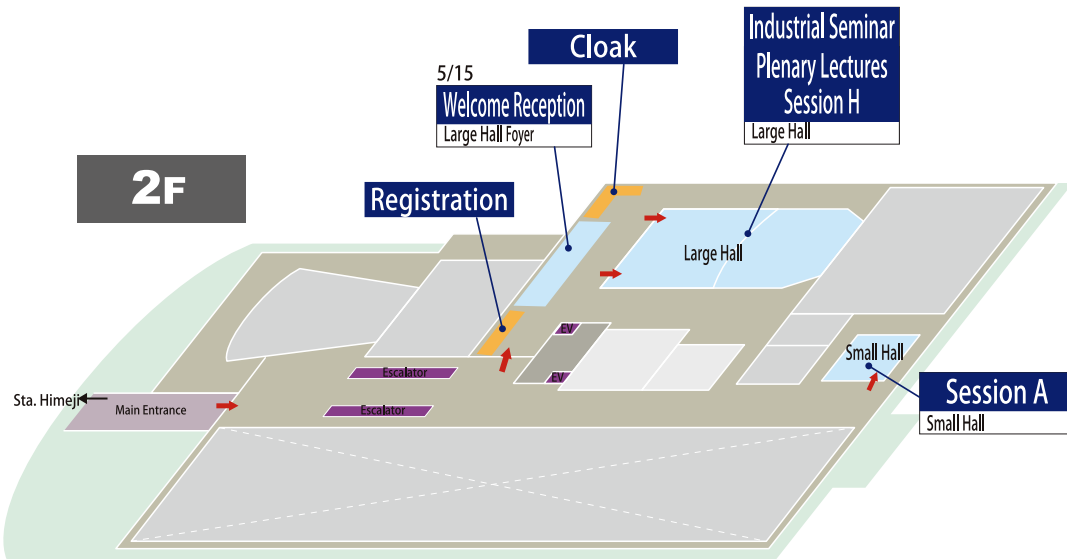 Industrial Seminar
Plenary Lectures
Session H
Large Hall
Cloak
5/15
Welcome Reception
Large Hall Foyer
2F
Registration
Large Hall
EV
Small Hall
Escalator
EV
Session A
Small Hall
Sta. Himeji
Main Entrance
Escalator